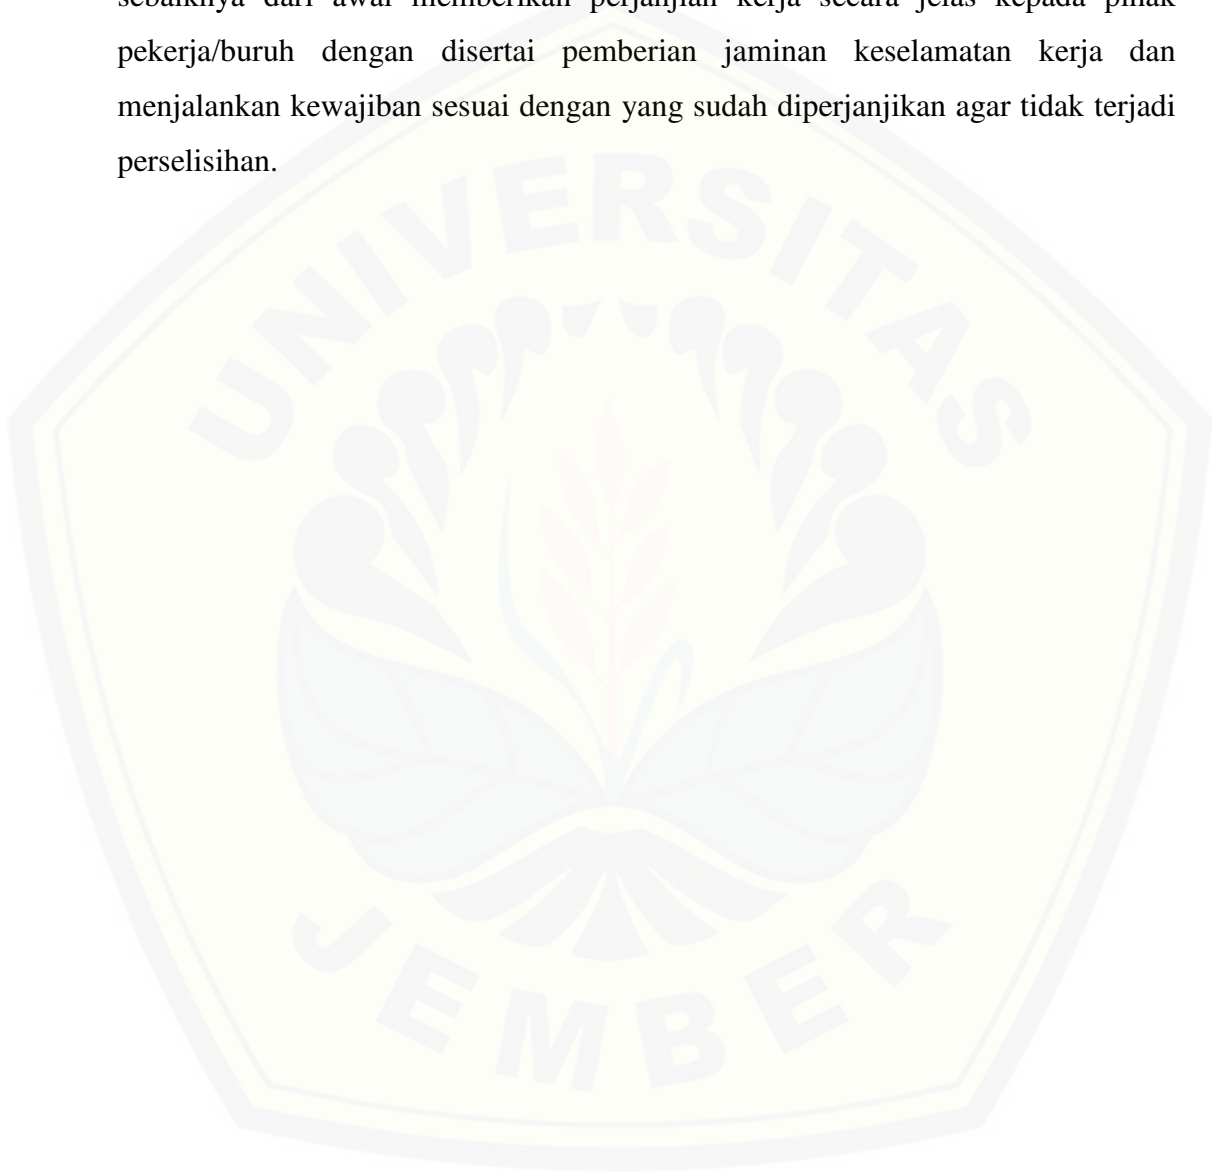 sebaiknya dari awal memberikan perjanjian kerja secara jelas kepada pihak
pekerja/buruh dengan disertai pemberian jaminan keselamatan kerja dan
menjalankan kewajiban sesuai dengan yang sudah diperjanjikan agar tidak terjadi
perselisihan.
UNIVERSITAS
JEMBER